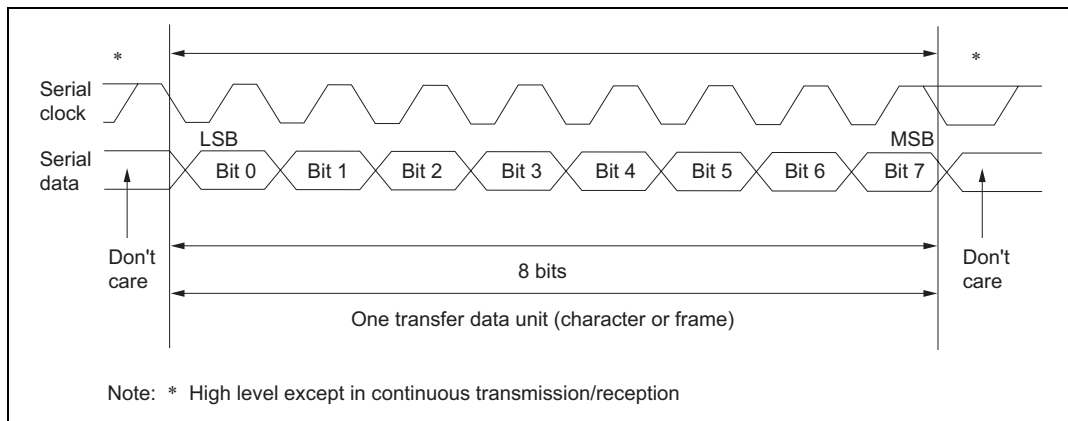 * *
Serial
clock
LSB MSB
Serial
data
Bit 0 Bit 1 Bit 2 Bit 3 Bit 4 Bit 5 Bit 6 Bit 7
Don't
care
Don't
care
8 bits
One transfer data unit (character or frame)
Note: * High level except in continuous transmission/reception